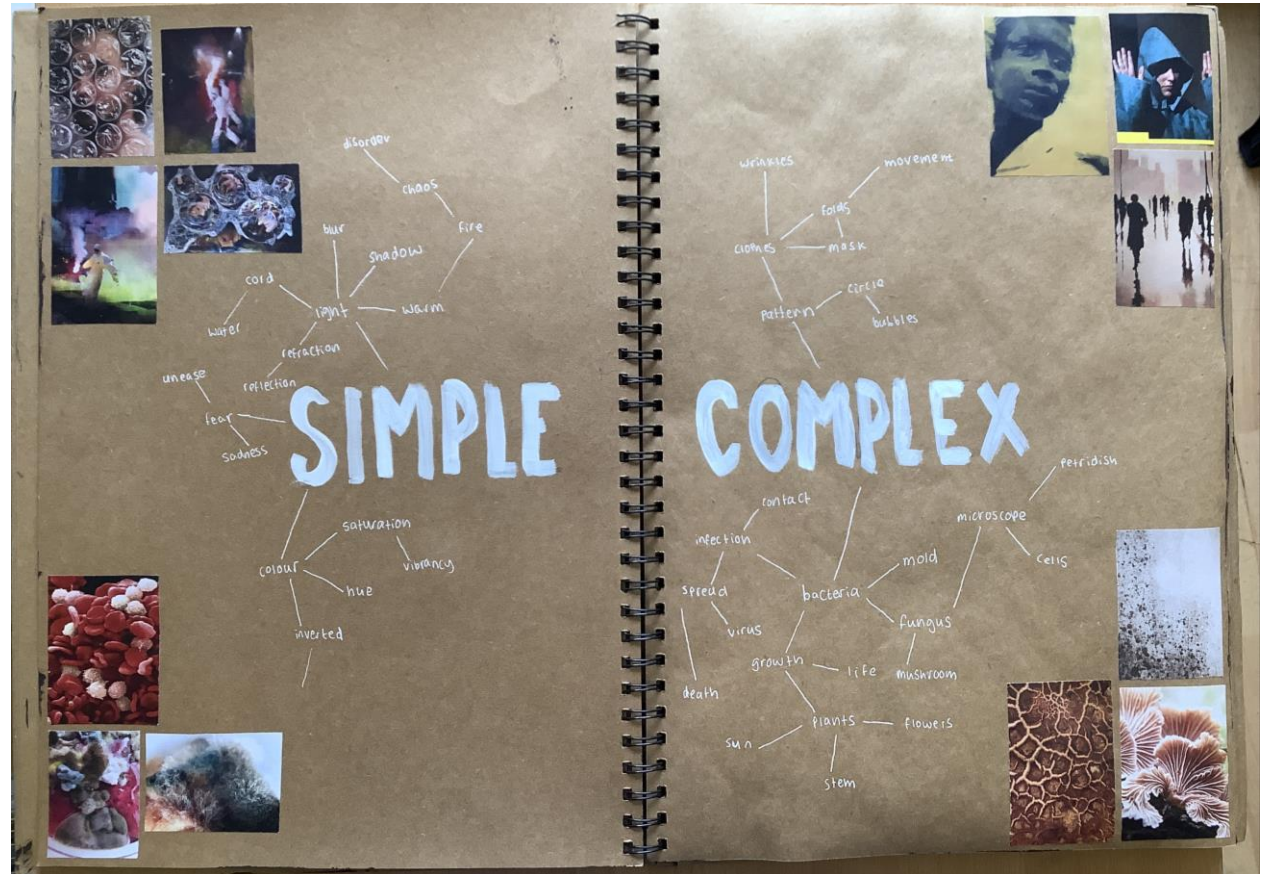 disorder
chaos
blur
fire
shadow
cold
light
warm
water
refraction
reflection
unease
fear
sadness
SIMPLE
saturation
colour
vibrancy
hue
inverted
wrinkles
movement
folds
clothes
mask
circle
pattern
bubbles
COMPLEX
petridish
contact
microscope
infection
cells
mold
spread
bacteria
virus
fungus
growth
life
mushroom
death
plants
flowers
sun
stem